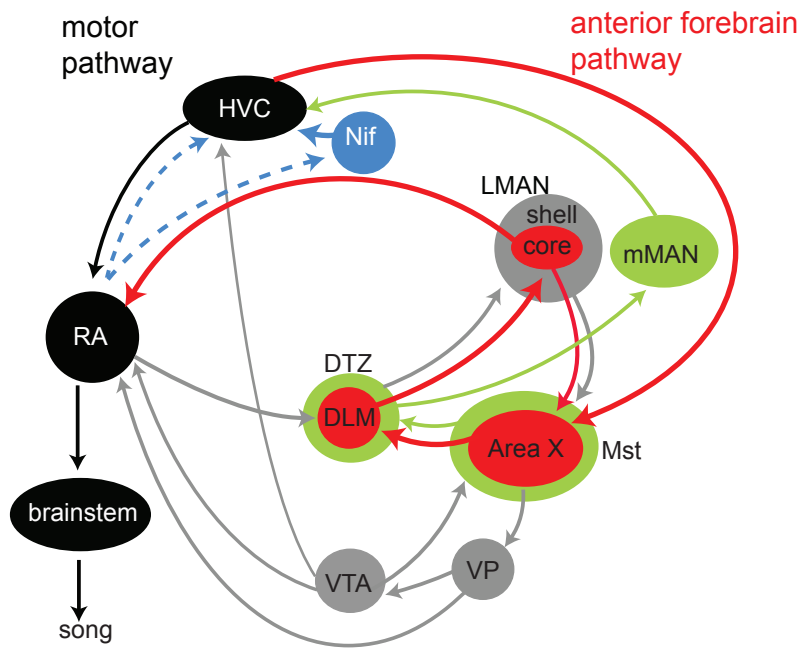 motor
pathway
anterior forebrain
pathway
HVC
Nif
LMAN
shell
core
mMAN
RA
DTZ
DLM
Area X
Mst
brainstem
VTA
VP
song